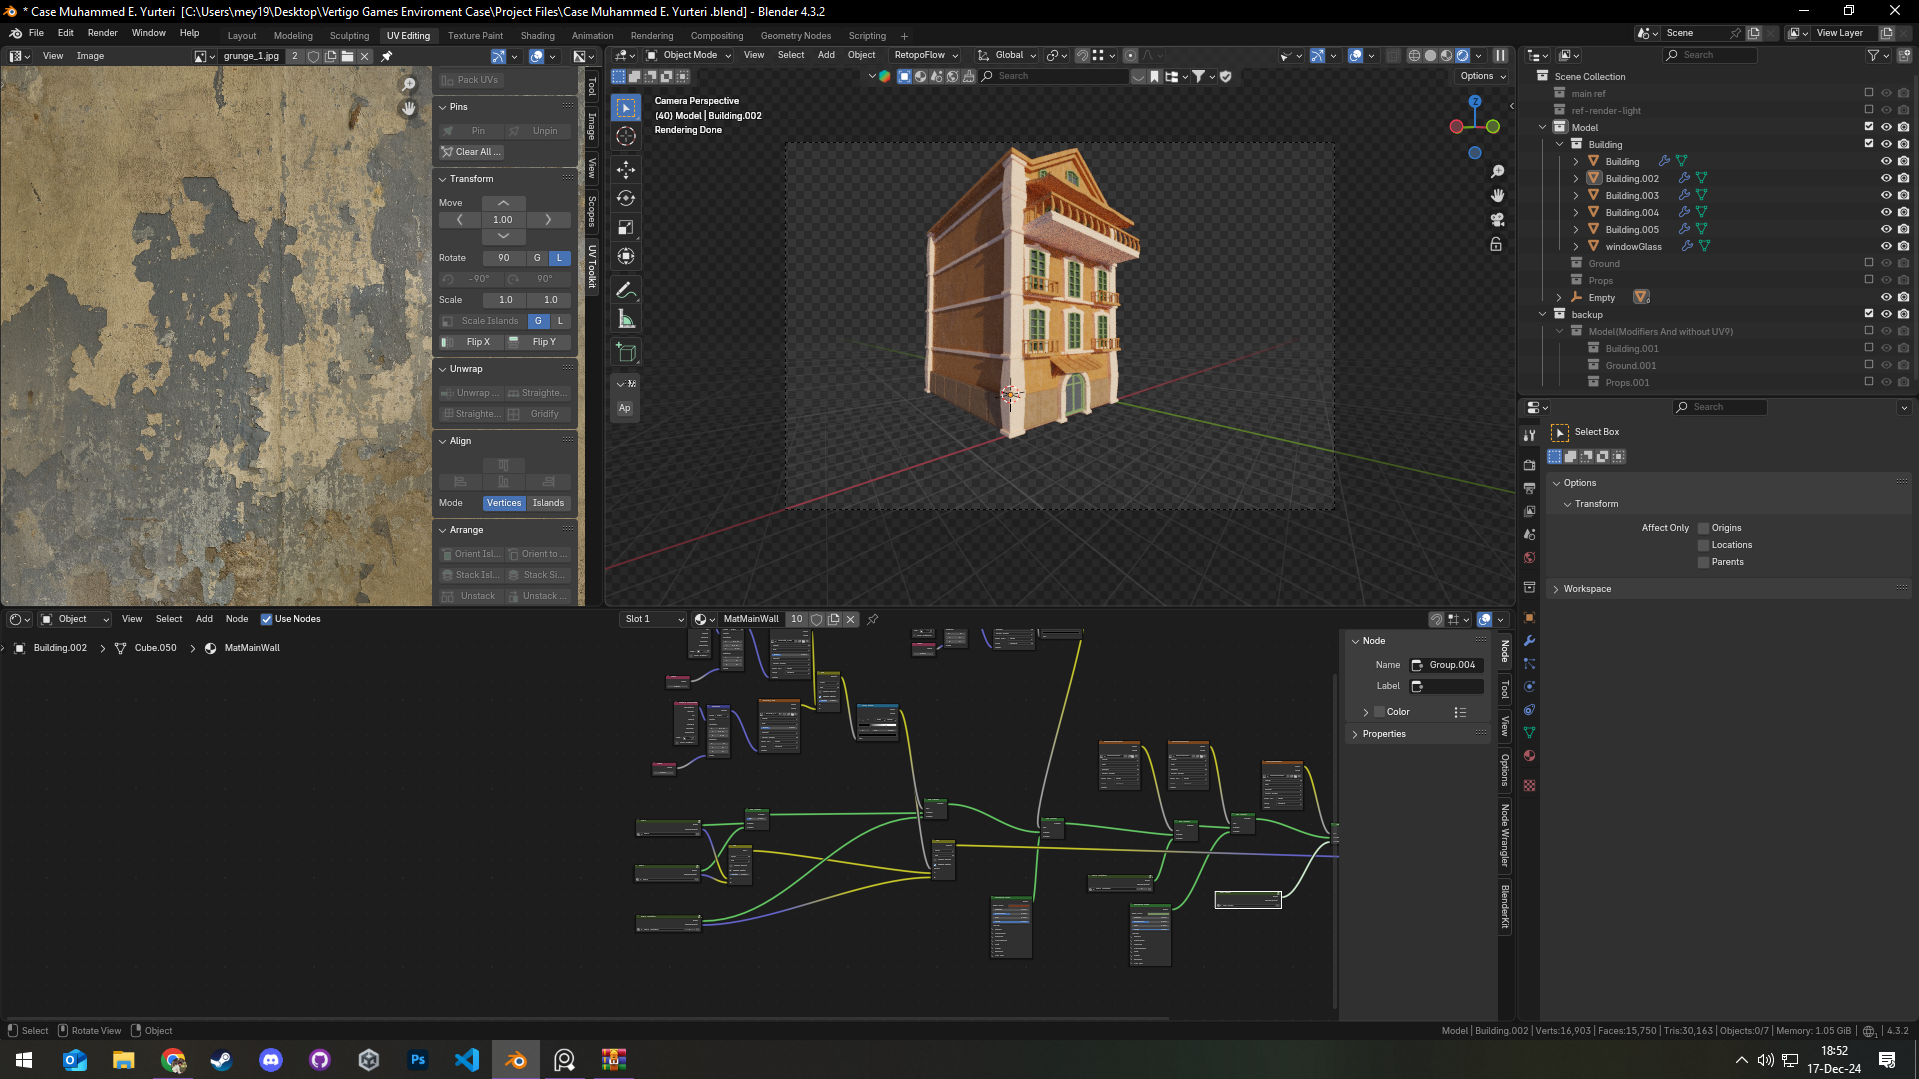 * Case Muhammed E. Yurteri [C:\Users\mey19\Desktop\Vertigo Games Enviroment Case\Project Files\Case Muhammed E. Yurteri .blend] - Blender 4.3.2
File Edit Render Window Help Layout Modeling Sculpting UV Editing Texture Paint Shading Animation Rendering Compositing Geometry Nodes Scripting + Scene View Layer
View Image grunge_1.jpg 2
Object Mode View Select Add Object RetopoFlow Global
Search
Search
Options
Pack UVs
Pins
Pin Unpin
Clear All ...
Transform
Move
1.00
Rotate 90 G L
-90° 90°
Scale 1.0 1.0
Scale Islands G L
Flip X Flip Y
Unwrap
Unwrap ... Straighte...
Straighte... Gridify
Align
Mode Vertices Islands
Arrange
Orient Isl... Orient to ...
Stack Isl... Stack Si...
Unstack Unstack ...
Tool
Image
View
Scopes
UV Toolkit
Camera Perspective
(40) Model | Building.002
Rendering Done
Z
M
Ap
Scene Collection
main ref
ref-render-light
Model
Building
Building
Building.002
Building.003
Building.004
Building.005
windowGlass
Ground
Props
Empty
backup
Model(Modifiers And without UV9)
Building.001
Ground.001
Props.001
Search
Select Box
Options
Transform
Affect Only Origins
Locations
Parents
Workspace
Object View Select Add Node Use Nodes Slot 1 MatMainWall 10
Building.002 > Cube.050 > MatMainWall
Node
Name Group.004
Label
Color
Properties
Node
Tool
View
Options
Node Wrangler
BlenderKit
Select Rotate View Object
Model | Building.002 | Verts:16,903 | Faces:15,750 | Tris:30,163 | Objects:0/7 | Memory: 1.05 GiB | 4.3.2
Ps
18:52
17-Dec-24